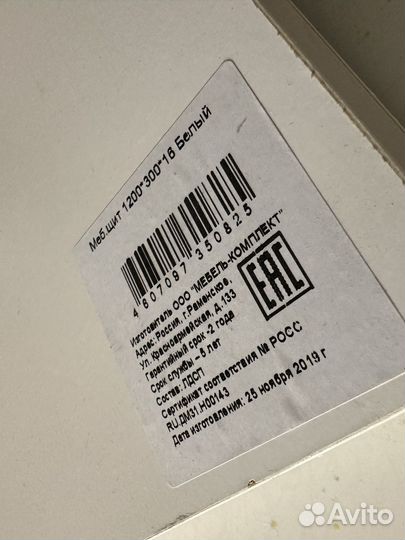 Меб.щит 1200*300*16 Белый
4607097 350825
Изготовитель ООО "МЕБЕЛЬ-КОМПЛЕКТ"
Адрес: Россия, г.Раменское,
Ул. Красноармейская, д.133
Гарантийный срок -2 года
Срок службы – 5 лет
Состав: ЛДСП
Сертификат соответствия № РОСС
RU.ДМ31.Н00143
Дата изготовления: 25 ноября 2019 г
EAC
Avito